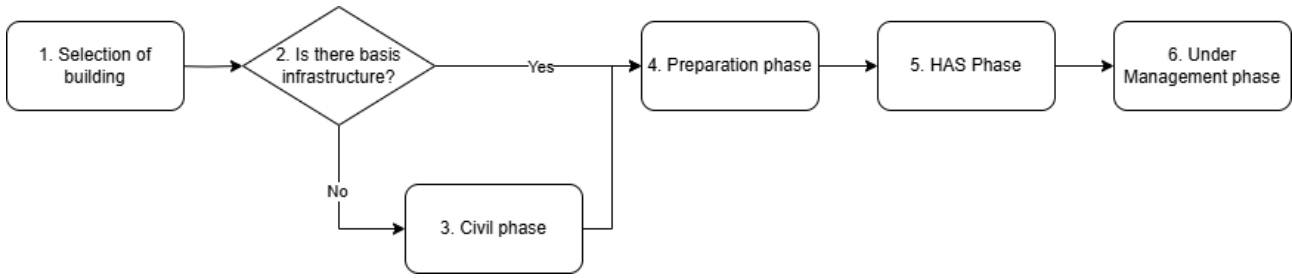 1. Selection of
building
2. Is there basis
infrastructure?
Yes
No
3. Civil phase
4. Preparation phase
5. HAS Phase
6. Under
Management phase